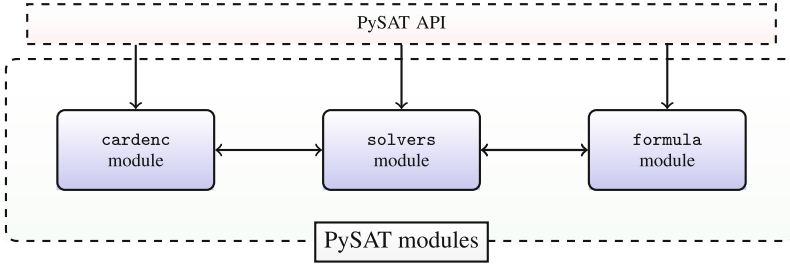 PySAT API
cardenc
module
solvers
module
formula
module
PySAT modules